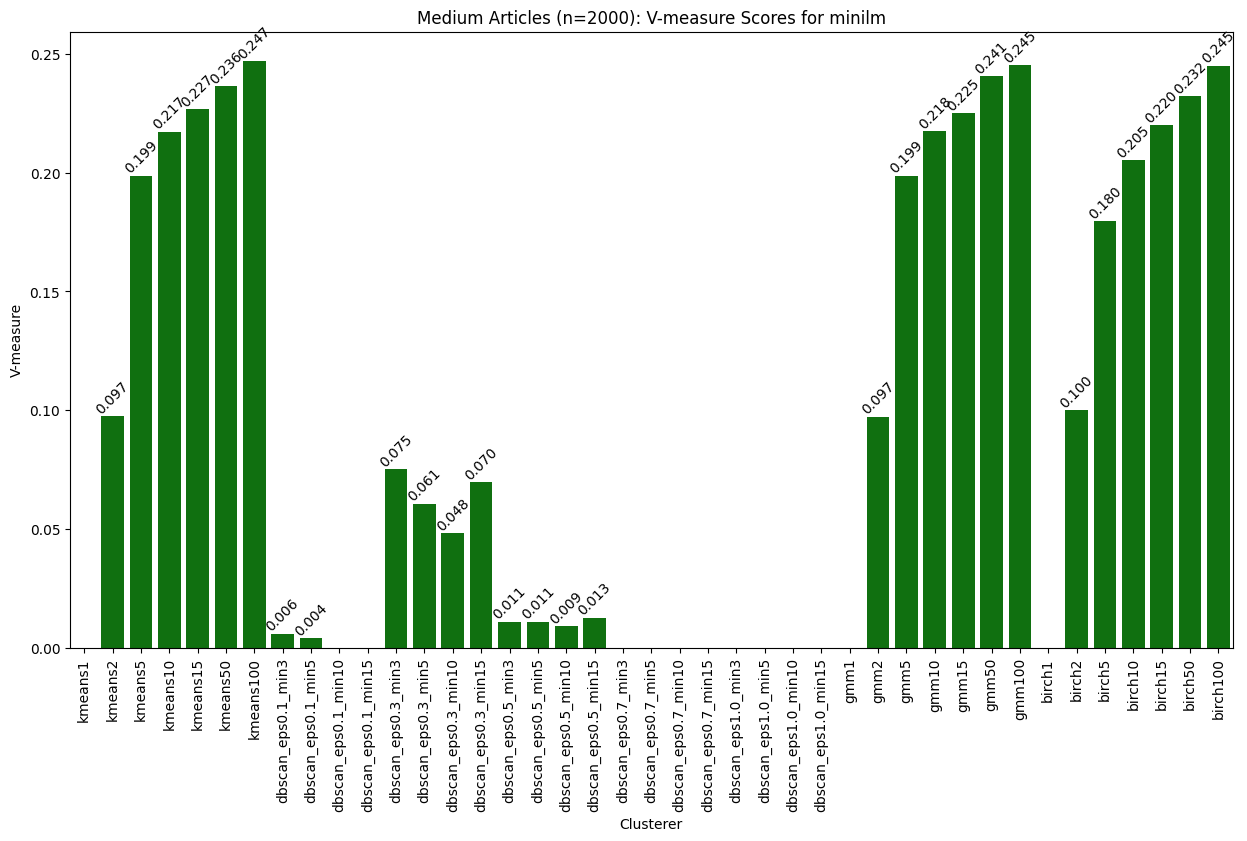 Medium Articles (n=2000): V-measure Scores for minilm
V-measure
0.25
0.20
0.15
0.10
0.05
0.00
0.097
0.199
0.217
0.227
0.236
0.247
0.006
0.004
0.075
0.061
0.048
0.070
0.011
0.011
0.009
0.013
0.097
0.199
0.218
0.225
0.241
0.245
0.100
0.180
0.205
0.220
0.232
0.245
kmeans1
kmeans2
kmeans5
kmeans10
kmeans15
kmeans50
kmeans100
dbscan_eps0.1_min3
dbscan_eps0.1_min5
dbscan_eps0.1_min10
dbscan_eps0.1_min15
dbscan_eps0.3_min3
dbscan_eps0.3_min5
dbscan_eps0.3_min10
dbscan_eps0.3_min15
dbscan_eps0.5_min3
dbscan_eps0.5_min5
dbscan_eps0.5_min10
dbscan_eps0.5_min15
dbscan_eps0.7_min3
dbscan_eps0.7_min5
dbscan_eps0.7_min10
dbscan_eps0.7_min15
dbscan_eps1.0_min3
dbscan_eps1.0_min5
dbscan_eps1.0_min10
dbscan_eps1.0_min15
gmm1
gmm2
gmm5
gmm10
gmm15
gmm50
gmm100
birch1
birch2
birch5
birch10
birch15
birch50
birch100
Clusterer